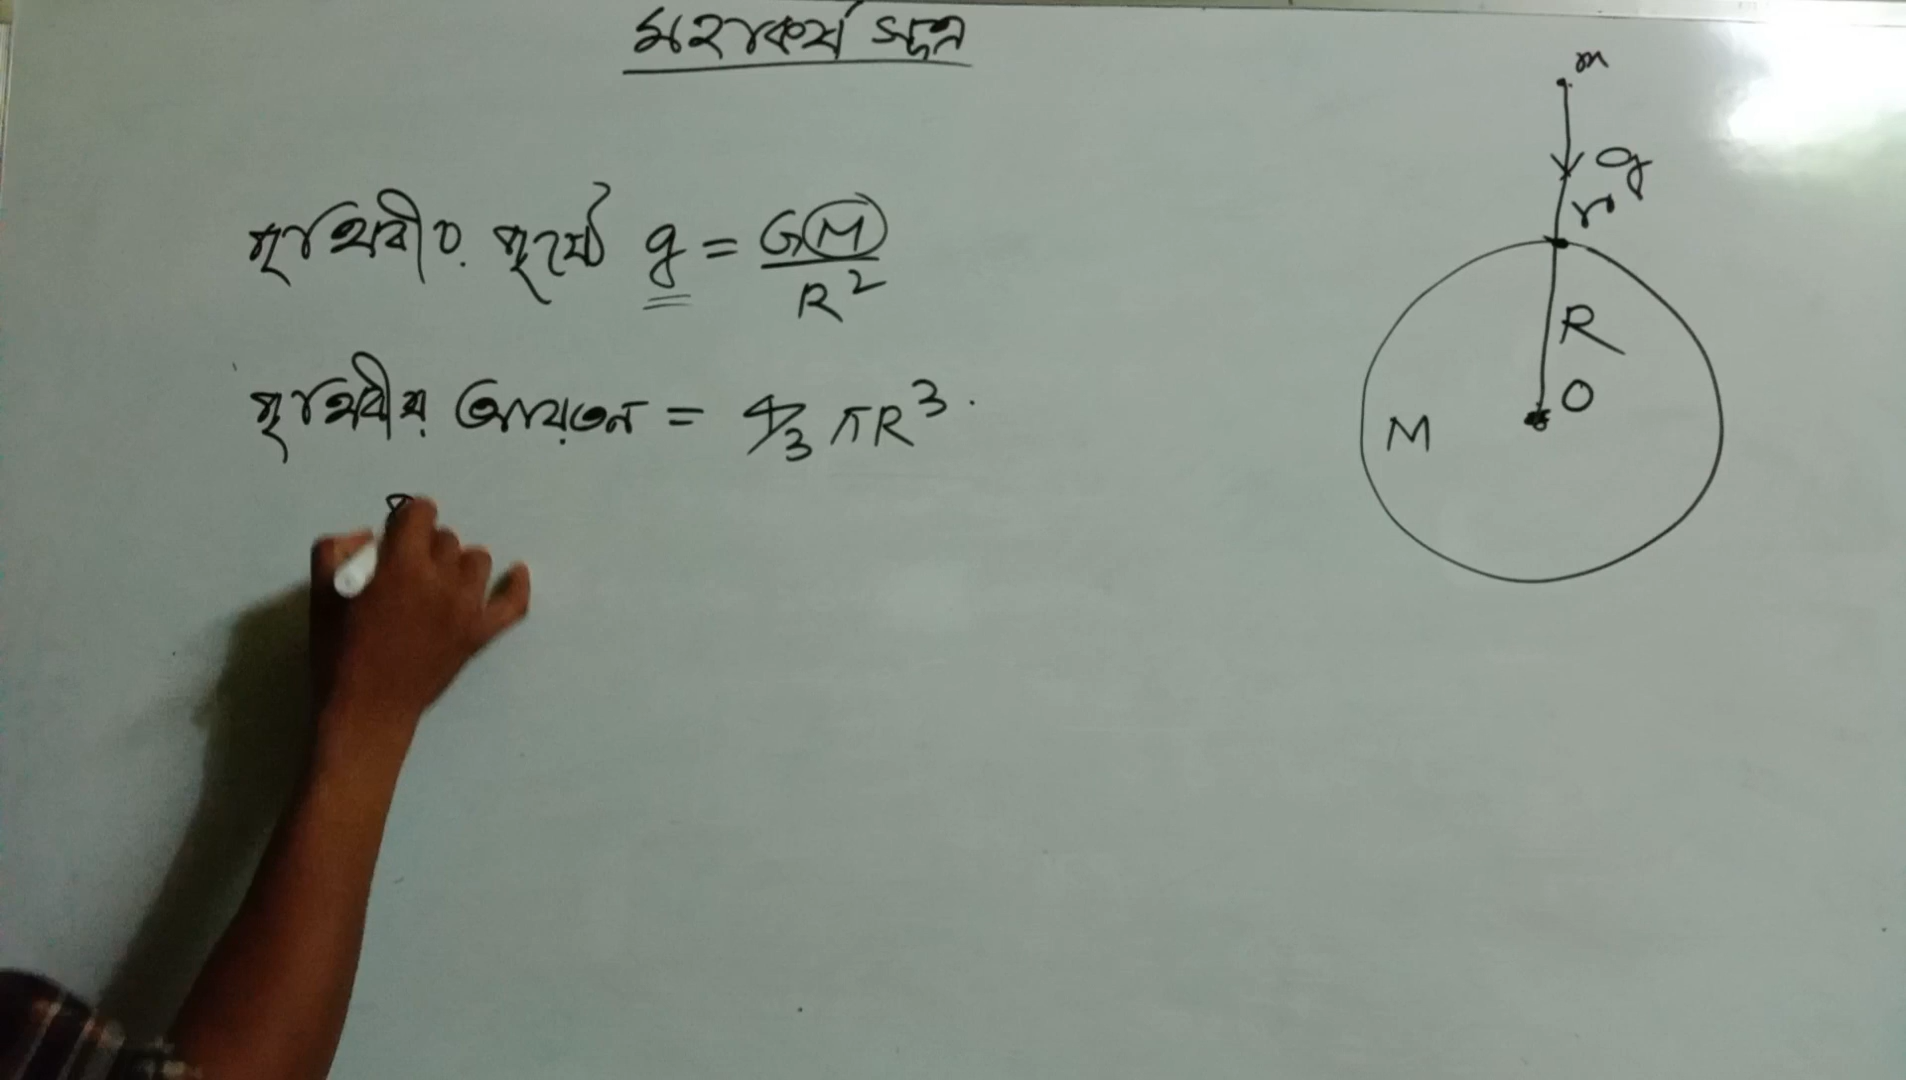 মহাকর্ষ সূত্র
পৃথিবীর পৃষ্ঠে g = GM / R²
পৃথিবীর আয়তন = 4/3 πR³.
m
g
r
R
O
M